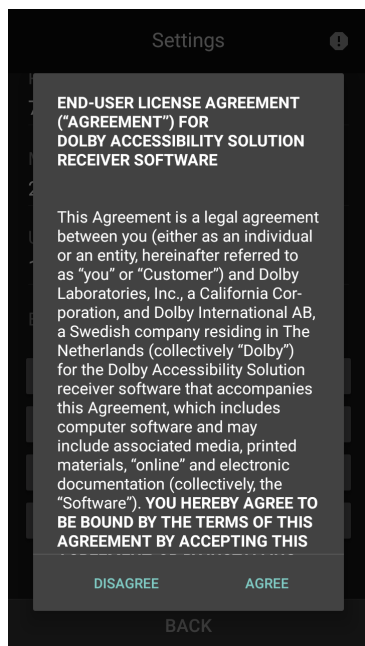 Settings
END-USER LICENSE AGREEMENT
(“AGREEMENT”) FOR
DOLBY ACCESSIBILITY SOLUTION
RECEIVER SOFTWARE
This Agreement is a legal agreement
between you (either as an individual
or an entity, hereinafter referred to
as “you” or “Customer”) and Dolby
Laboratories, Inc., a California Cor-
poration, and Dolby International AB,
a Swedish company residing in The
Netherlands (collectively “Dolby”)
for the Dolby Accessibility Solution
receiver software that accompanies
this Agreement, which includes
computer software and may
include associated media, printed
materials, “online” and electronic
documentation (collectively, the
“Software”). YOU HEREBY AGREE TO
BE BOUND BY THE TERMS OF THIS
AGREEMENT BY ACCEPTING THIS
DISAGREE AGREE
BACK